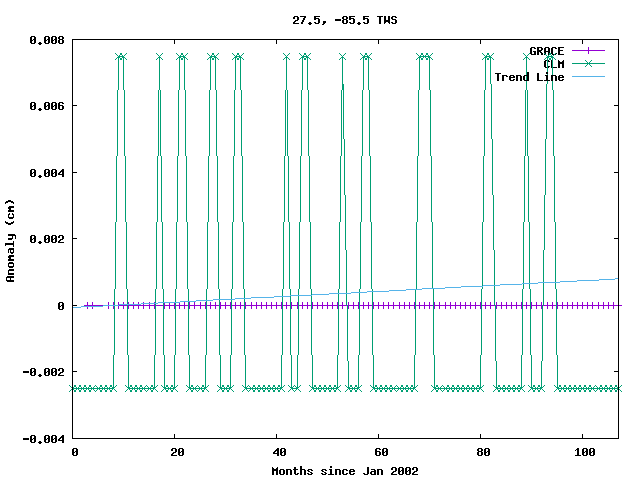 27.5, -85.5 TWS
GRACE
CLM
Trend Line
0.008
0.006
0.004
0.002
0
-0.002
-0.004
Anomaly (cm)
0 20 40 60 80 100
Months since Jan 2002